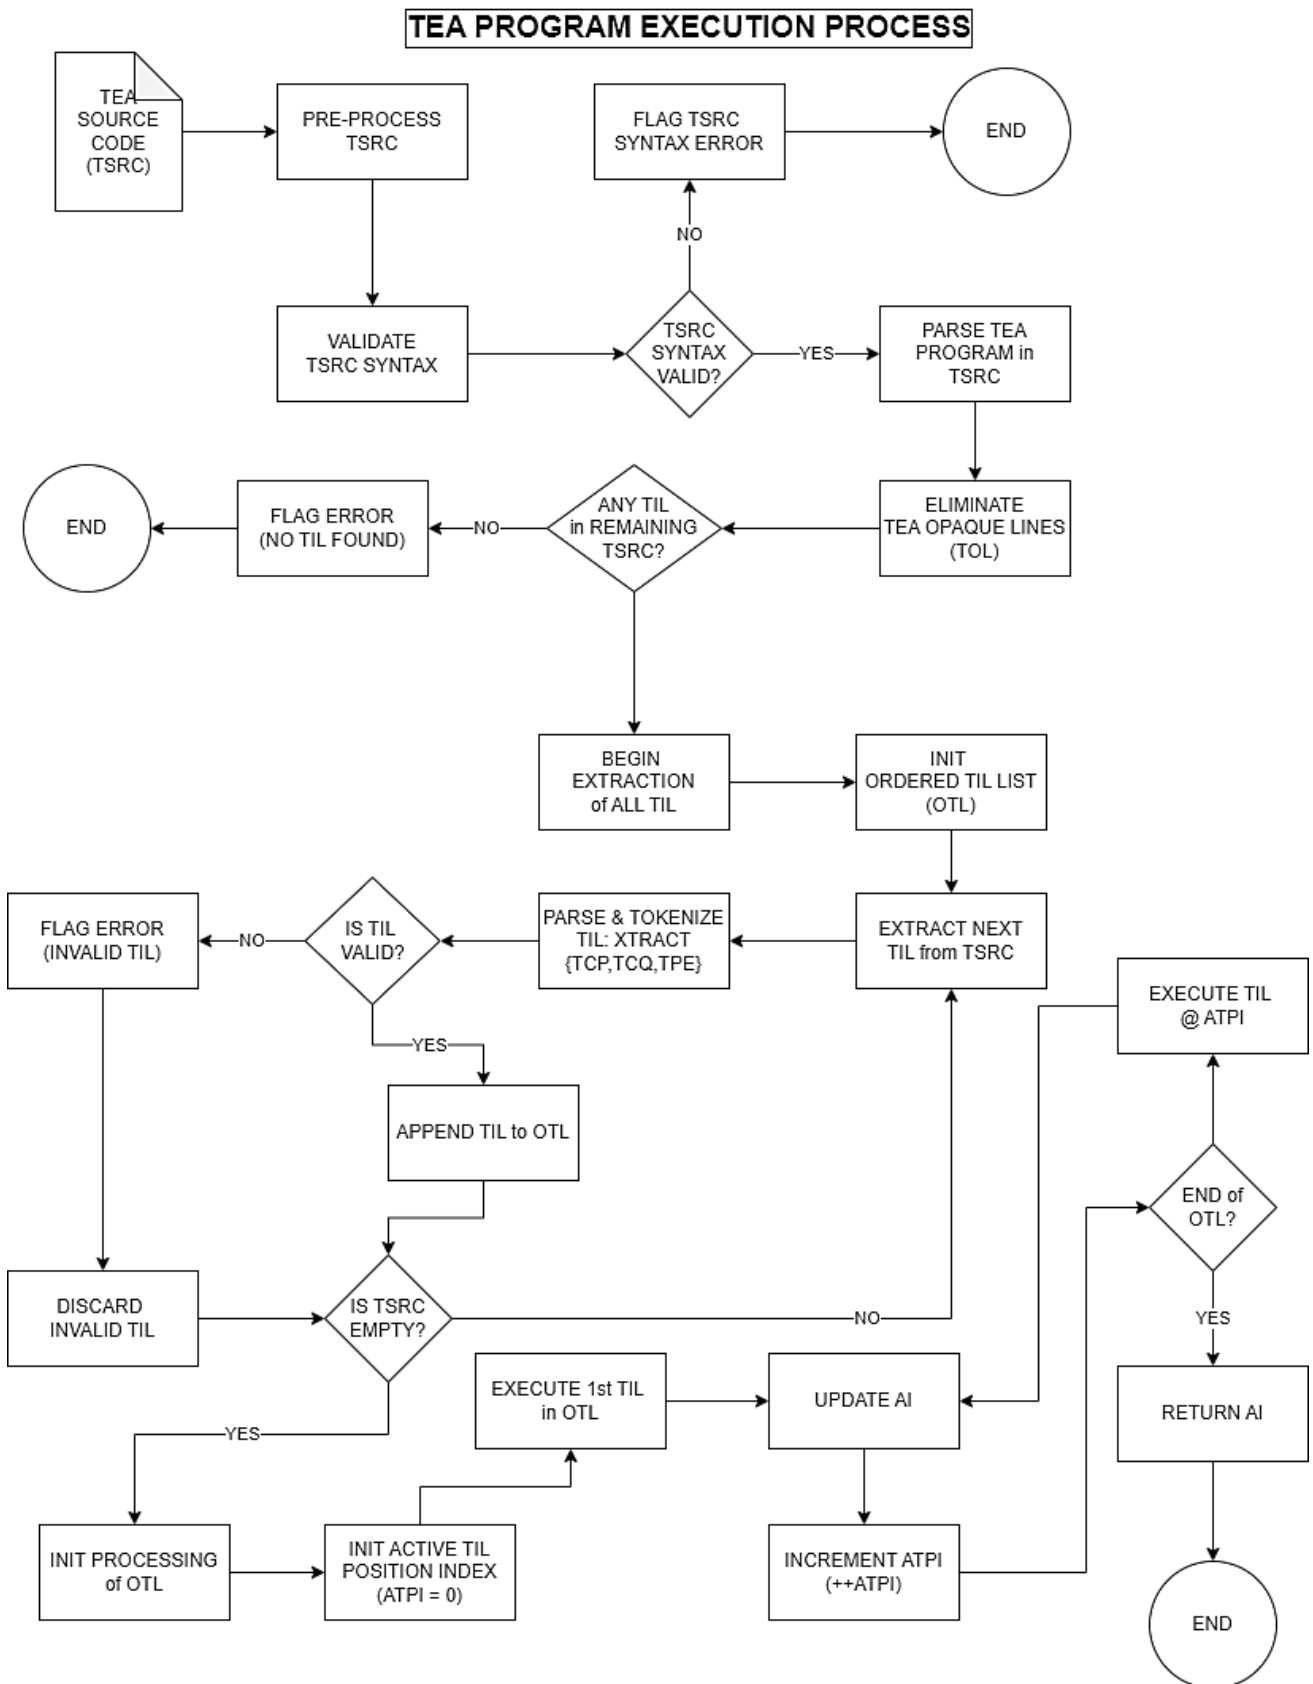 TEA PROGRAM EXECUTION PROCESS
TEA
SOURCE
CODE
(TSRC)
PRE-PROCESS
TSRC
FLAG TSRC
SYNTAX ERROR
END
NO
VALIDATE
TSRC SYNTAX
TSRC
SYNTAX
VALID?
YES
PARSE TEA
PROGRAM in
TSRC
END
FLAG ERROR
(NO TIL FOUND)
NO
ANY TIL
in REMAINING
TSRC?
ELIMINATE
TEA OPAQUE LINES
(TOL)
BEGIN
EXTRACTION
of ALL TIL
INIT
ORDERED TIL LIST
(OTL)
FLAG ERROR
(INVALID TIL)
NO
IS TIL
VALID?
PARSE & TOKENIZE
TIL: XTRACT
{TCP,TCQ,TPE}
EXTRACT NEXT
TIL from TSRC
EXECUTE TIL
@ ATPI
YES
APPEND TIL to OTL
END of
OTL?
DISCARD
INVALID TIL
IS TSRC
EMPTY?
NO
YES
EXECUTE 1st TIL
in OTL
UPDATE AI
RETURN AI
YES
INIT PROCESSING
of OTL
INIT ACTIVE TIL
POSITION INDEX
(ATPI = 0)
INCREMENT ATPI
(++ATPI)
END